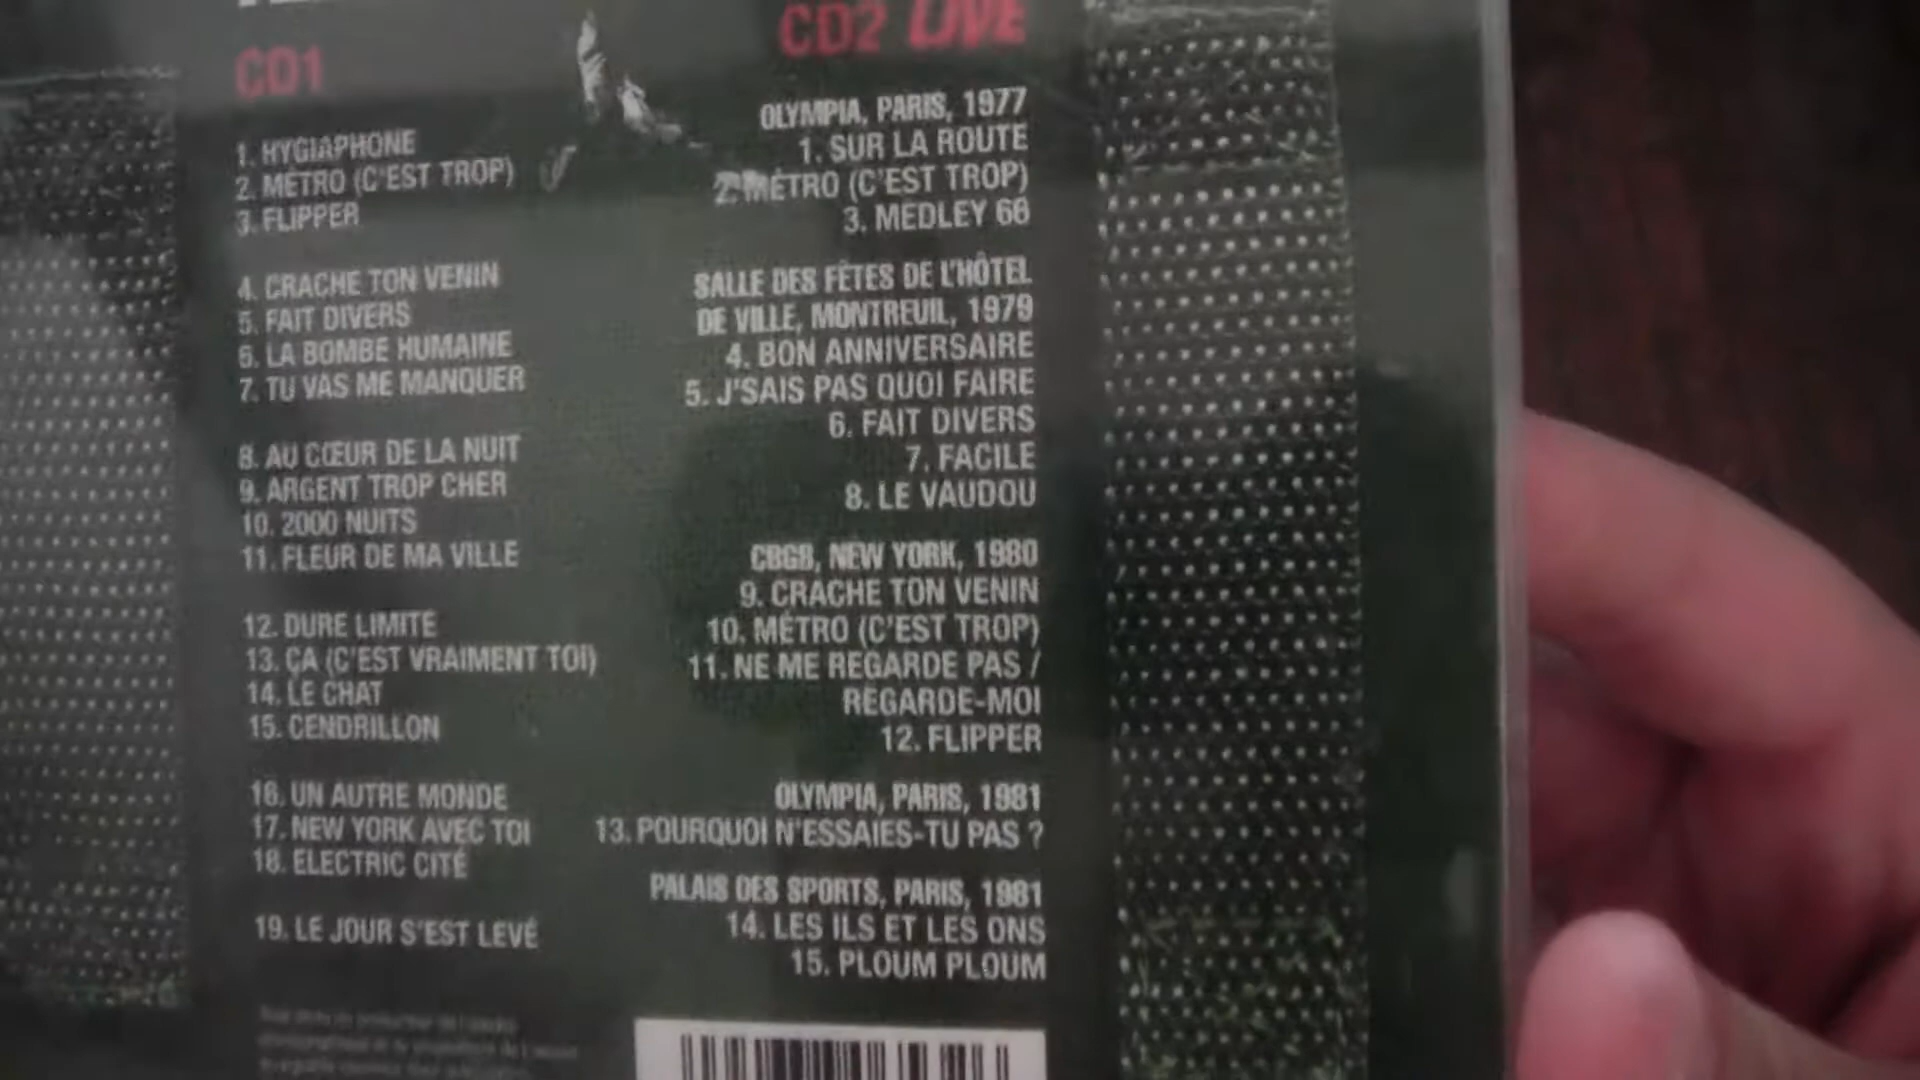 CD1
1. HYGIAPHONE
2. MÉTRO (C'EST TROP)
3. FLIPPER
4. CRACHE TON VENIN
5. FAIT DIVERS
6. LA BOMBE HUMAINE
7. TU VAS ME MANQUER
8. AU CŒUR DE LA NUIT
9. ARGENT TROP CHER
10. 2000 NUITS
11. FLEUR DE MA VILLE
12. DURE LIMITE
13. ÇA (C'EST VRAIMENT TOI)
14. LE CHAT
15. CENDRILLON
16. UN AUTRE MONDE
17. NEW YORK AVEC TOI
18. ELECTRIC CITÉ
19. LE JOUR S'EST LEVÉ
CD2 LIVE
OLYMPIA, PARIS, 1977
1. SUR LA ROUTE
2. MÉTRO (C'EST TROP)
3. MEDLEY 66
SALLE DES FÊTES DE L'HÔTEL
DE VILLE, MONTREUIL, 1979
4. BON ANNIVERSAIRE
5. J'SAIS PAS QUOI FAIRE
6. FAIT DIVERS
7. FACILE
8. LE VAUDOU
CBGB, NEW YORK, 1980
9. CRACHE TON VENIN
10. MÉTRO (C'EST TROP)
11. NE ME REGARDE PAS /
REGARDE-MOI
12. FLIPPER
OLYMPIA, PARIS, 1981
13. POURQUOI N'ESSAIES-TU PAS ?
PALAIS DES SPORTS, PARIS, 1981
14. LES ILS ET LES ONS
15. PLOUM PLOUM